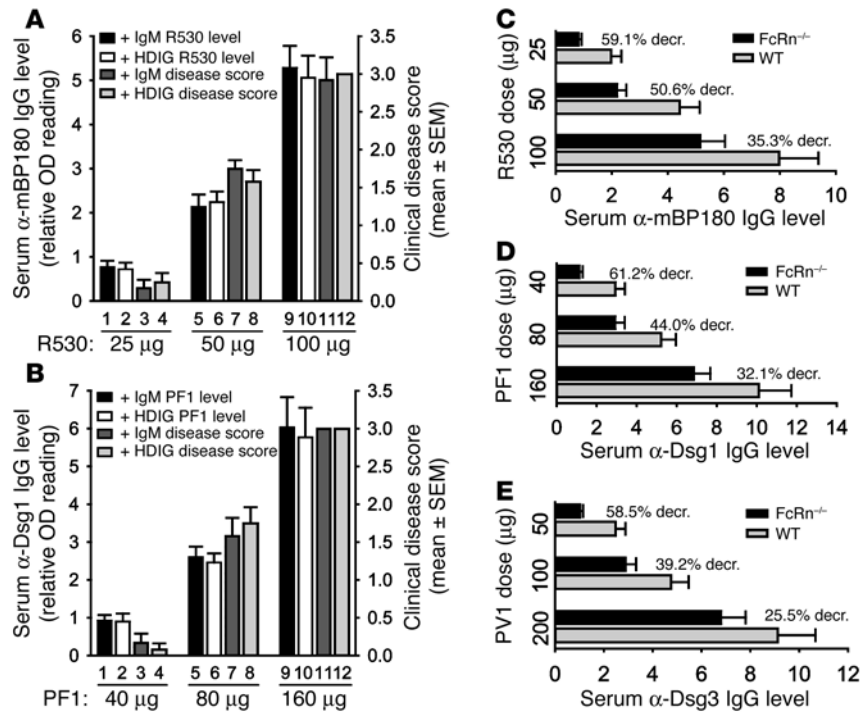 A
Serum α-mBP180 IgG level
(relative OD reading)
6
5
4
3
2
1
0
+ IgM R530 level
+ HDIG R530 level
+ IgM disease score
+ HDIG disease score
3.5
3.0
2.5
2.0
1.5
1.0
0.5
0.0
Clinical disease score
(mean ± SEM)
1 2 3 4 5 6 7 8 9 10 11 12
R530: 25 µg 50 µg 100 µg
B
Serum α-Dsg1 IgG level
(relative OD reading)
7
6
5
4
3
2
1
0
+ IgM PF1 level
+ HDIG PF1 level
+ IgM disease score
+ HDIG disease score
3.5
3.0
2.5
2.0
1.5
1.0
0.5
0.0
Clinical disease score
(mean ± SEM)
1 2 3 4 5 6 7 8 9 10 11 12
PF1: 40 µg 80 µg 160 µg
C
R530 dose (µg)
25
50
100
59.1% decr.
50.6% decr.
35.3% decr.
FcRn–/–
WT
0 2 4 6 8 10
Serum α-mBP180 IgG level
D
PF1 dose (µg)
40
80
160
61.2% decr.
44.0% decr.
32.1% decr.
FcRn–/–
WT
0 2 4 6 8 10 12 14
Serum α-Dsg1 IgG level
E
PV1 dose (µg)
50
100
200
58.5% decr.
39.2% decr.
25.5% decr.
FcRn–/–
WT
0 2 4 6 8 10 12
Serum α-Dsg3 IgG level